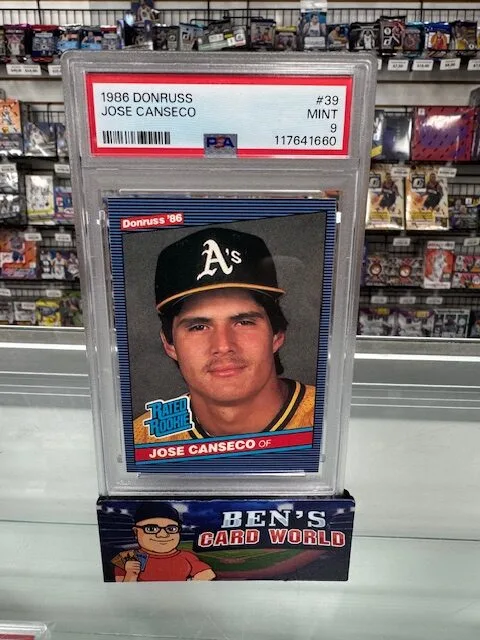 1986 DONRUSS #39
JOSE CANSECO MINT
9
PSA 117641660
Donruss '86
A's
RATED
ROOKIE
JOSE CANSECO OF
BEN'S
CARD WORLD